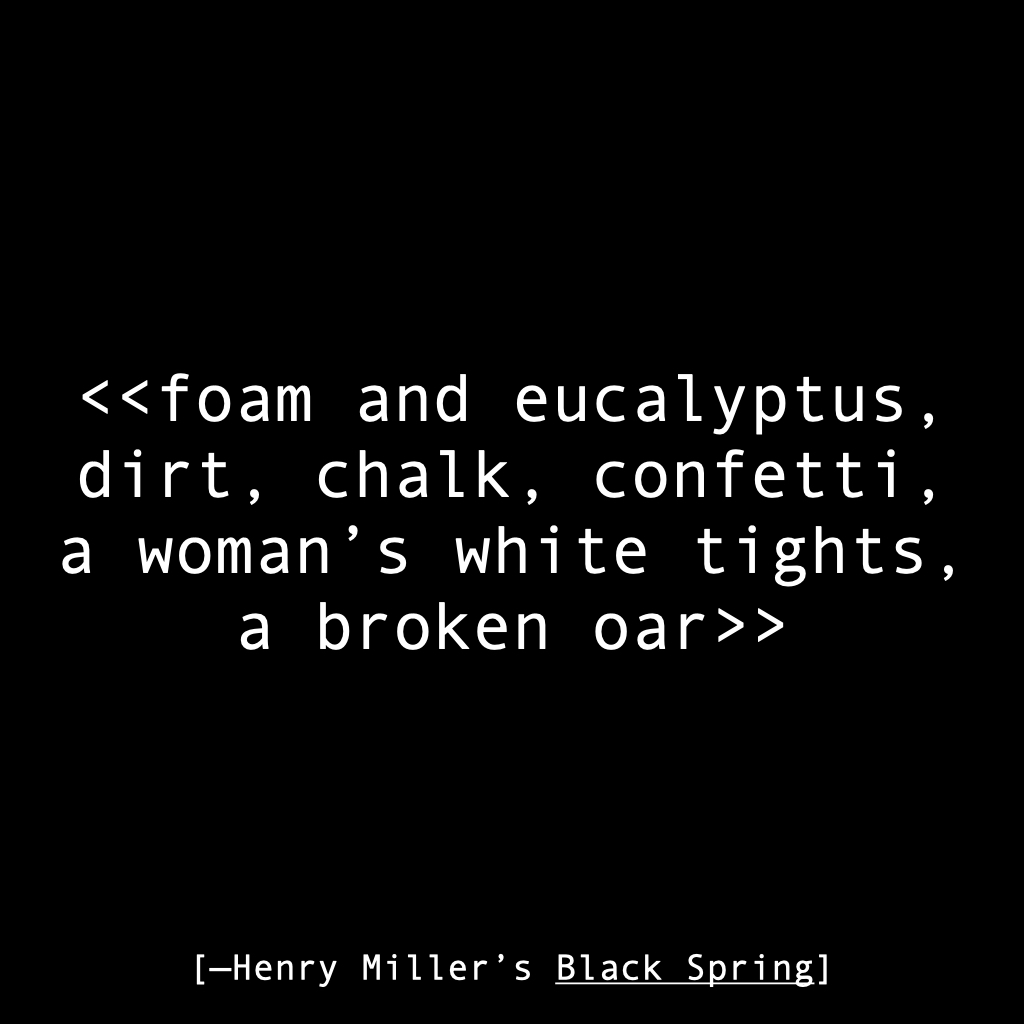 <<foam and eucalyptus,
dirt, chalk, confetti,
a woman’s white tights,
a broken oar>>
[—Henry Miller’s Black Spring]